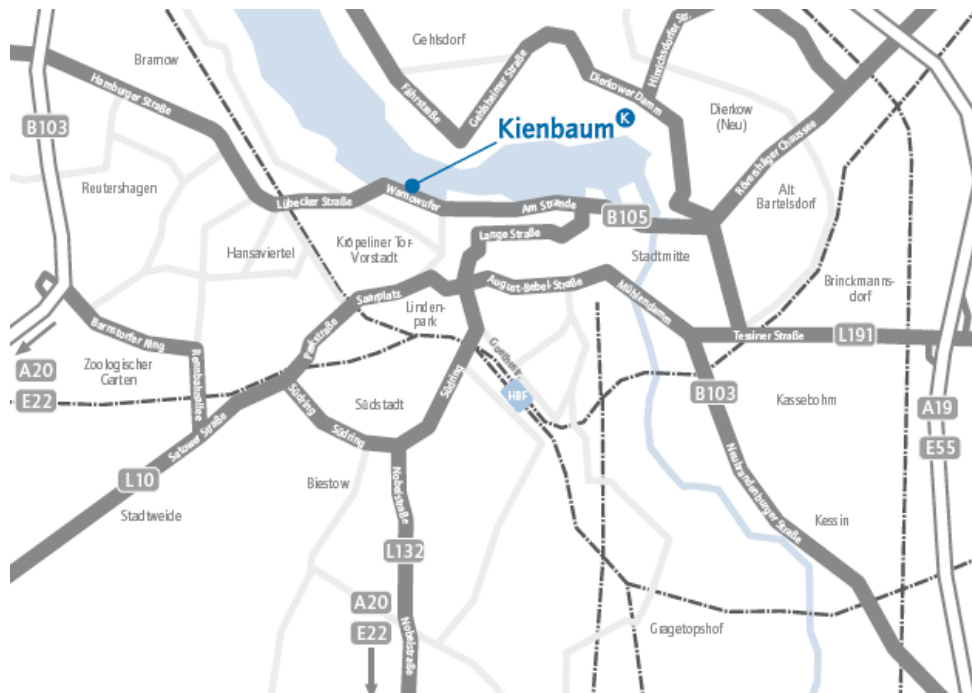 Gehlsdorf
Bramow
Hamburger Straße
B103
Fährstraße
Gehlsheimer Straße
Dierkower Damm
Hinrichsdorfer Str.
Dierkow
(Neu)
Kienbaum
K
Rövershäger Chaussee
Reutershagen
Lübecker Straße
Warnowufer
Am Strande
B105
Alt
Bartelsdorf
Hansaviertel
Kröpeliner Tor-
Vorstadt
Lange Straße
Stadtmitte
Brinckmanns-
dorf
Saarplatz
August-Bebel-Straße
Mühlendamm
Linden-
park
Barnstorfer Ring
Parkstraße
Tessiner Straße
L191
A20
E22
Zoologischer
Garten
Rennbahnallee
Südring
Südstadt
Südring
Südring
Goethestr.
HBF
B103
Kassebohm
A19
E55
Satower Straße
L10
Stadtweide
Biestow
Nobelstraße
Neubrandenburger Straße
Kessin
L132
A20
E22
Nobelstraße
Gragetopshof